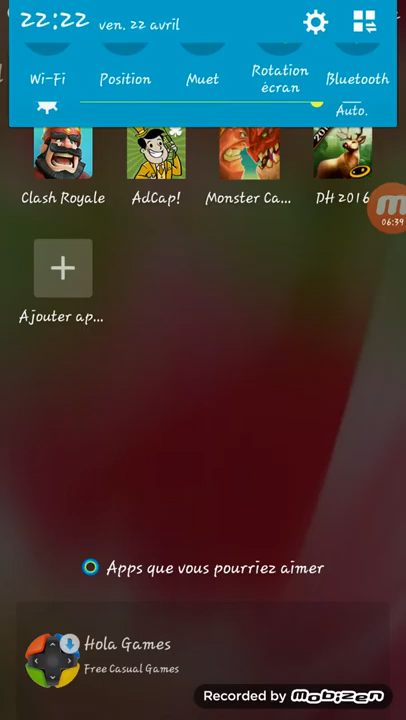 22:22 ven. 22 avril
Wi-Fi Position Muet Rotation écran Bluetooth
Auto.
Clash Royale AdCap! Monster Ca... DH 2016
06:39
Ajouter ap...
Apps que vous pourriez aimer
Hola Games
Free Casual Games
Recorded by mobizen